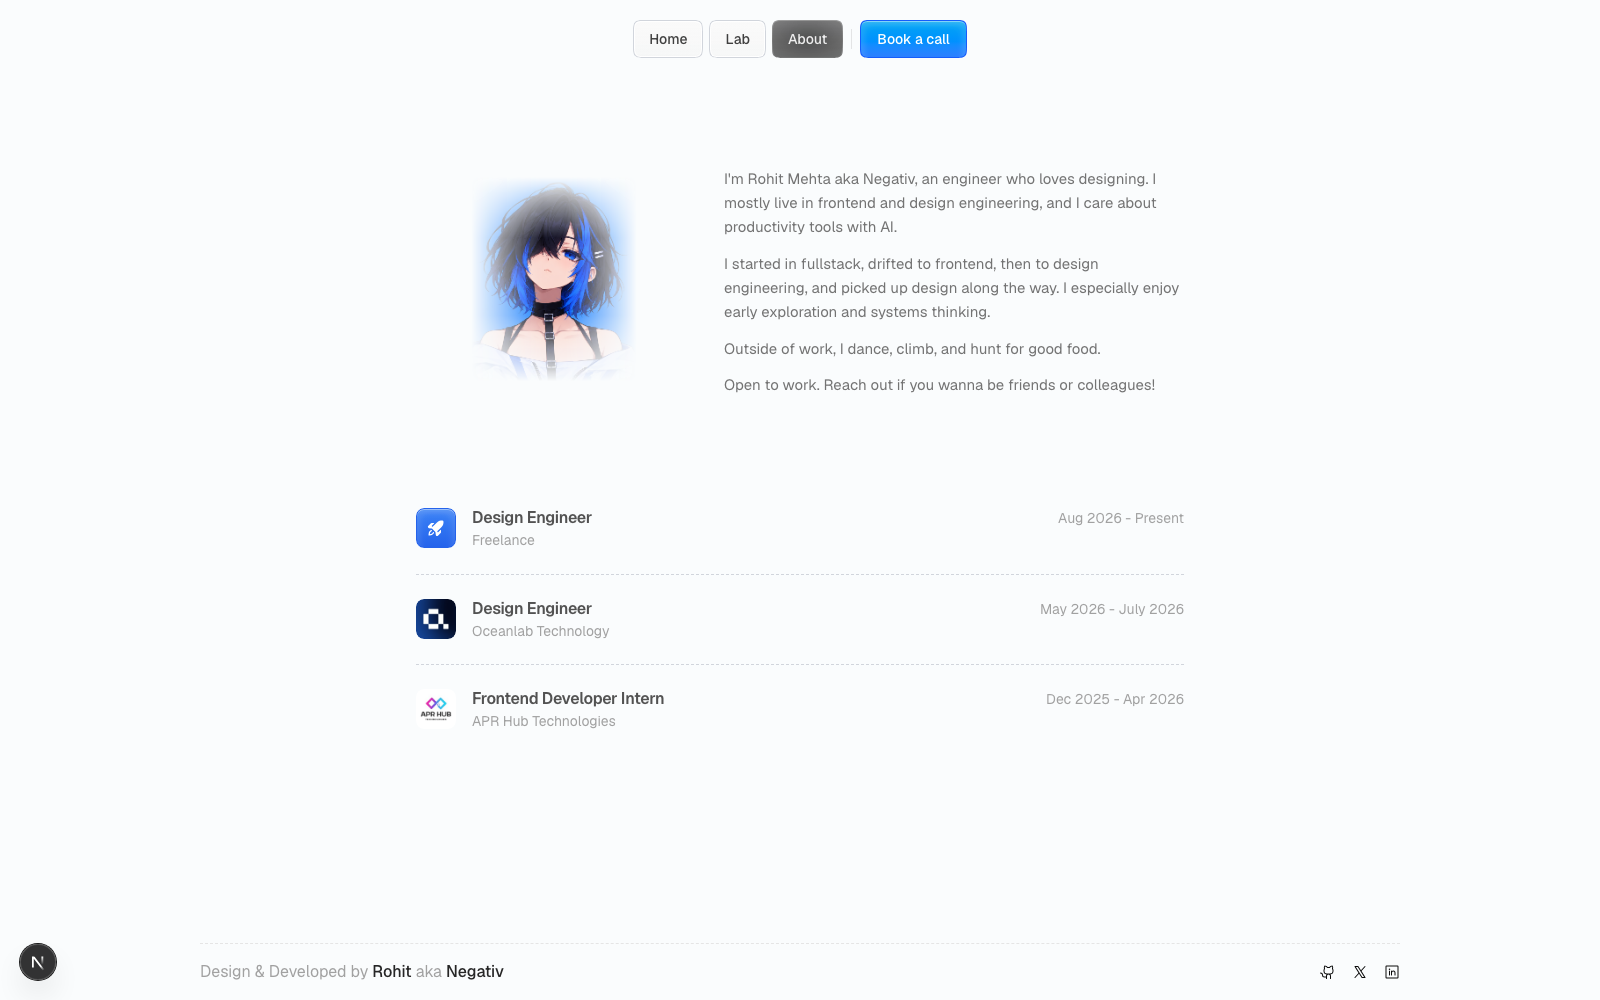 Home
Lab
About
Book a call
I'm Rohit Mehta aka Negativ, an engineer who loves designing. I
mostly live in frontend and design engineering, and I care about
productivity tools with AI.
I started in fullstack, drifted to frontend, then to design
engineering, and picked up design along the way. I especially enjoy
early exploration and systems thinking.
Outside of work, I dance, climb, and hunt for good food.
Open to work. Reach out if you wanna be friends or colleagues!
Design Engineer
Aug 2026 - Present
Freelance
Design Engineer
May 2026 - July 2026
Oceanlab Technology
APR HUB
Frontend Developer Intern
Dec 2025 - Apr 2026
APR Hub Technologies
Design & Developed by Rohit aka Negativ